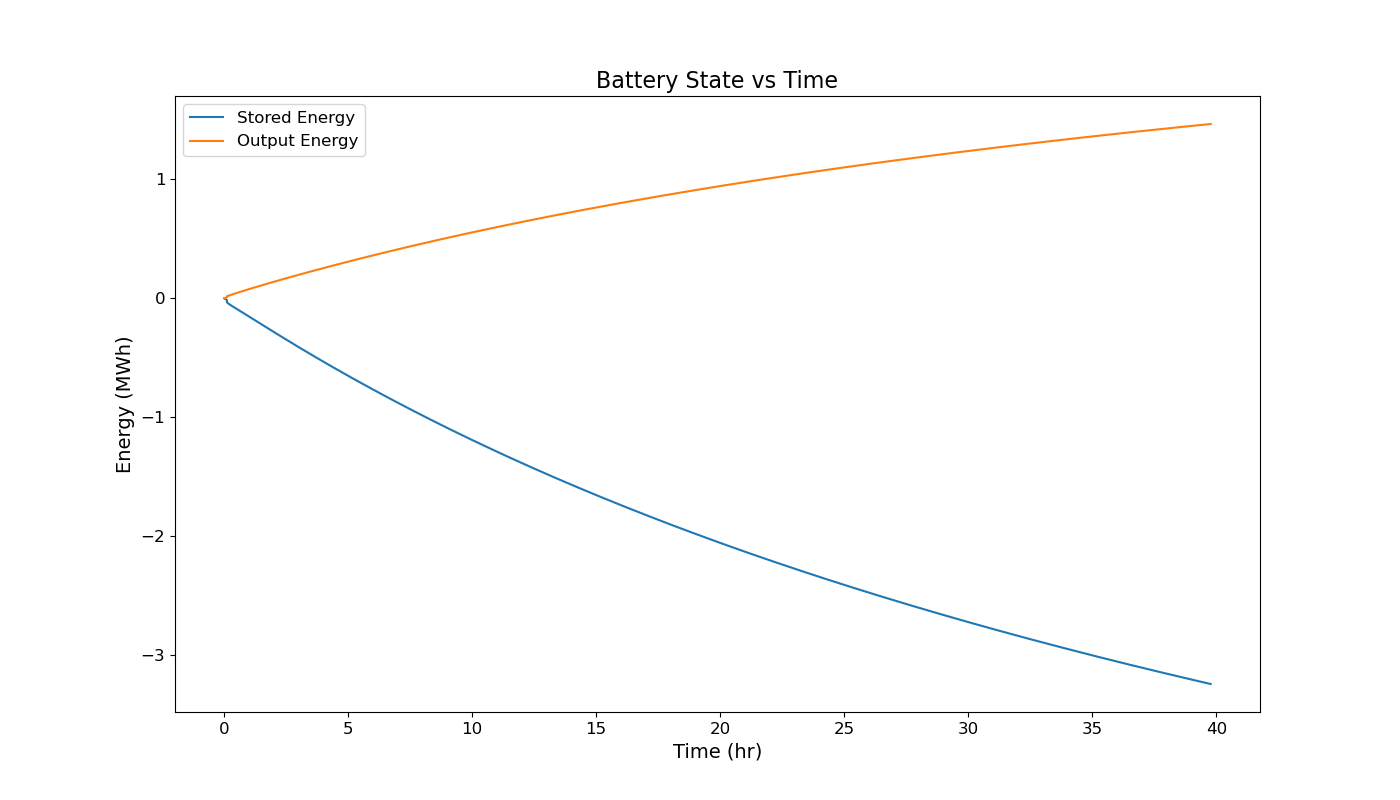 Battery State vs Time
Stored Energy
Output Energy
1
0
−1
−2
−3
Energy (MWh)
0 5 10 15 20 25 30 35 40
Time (hr)